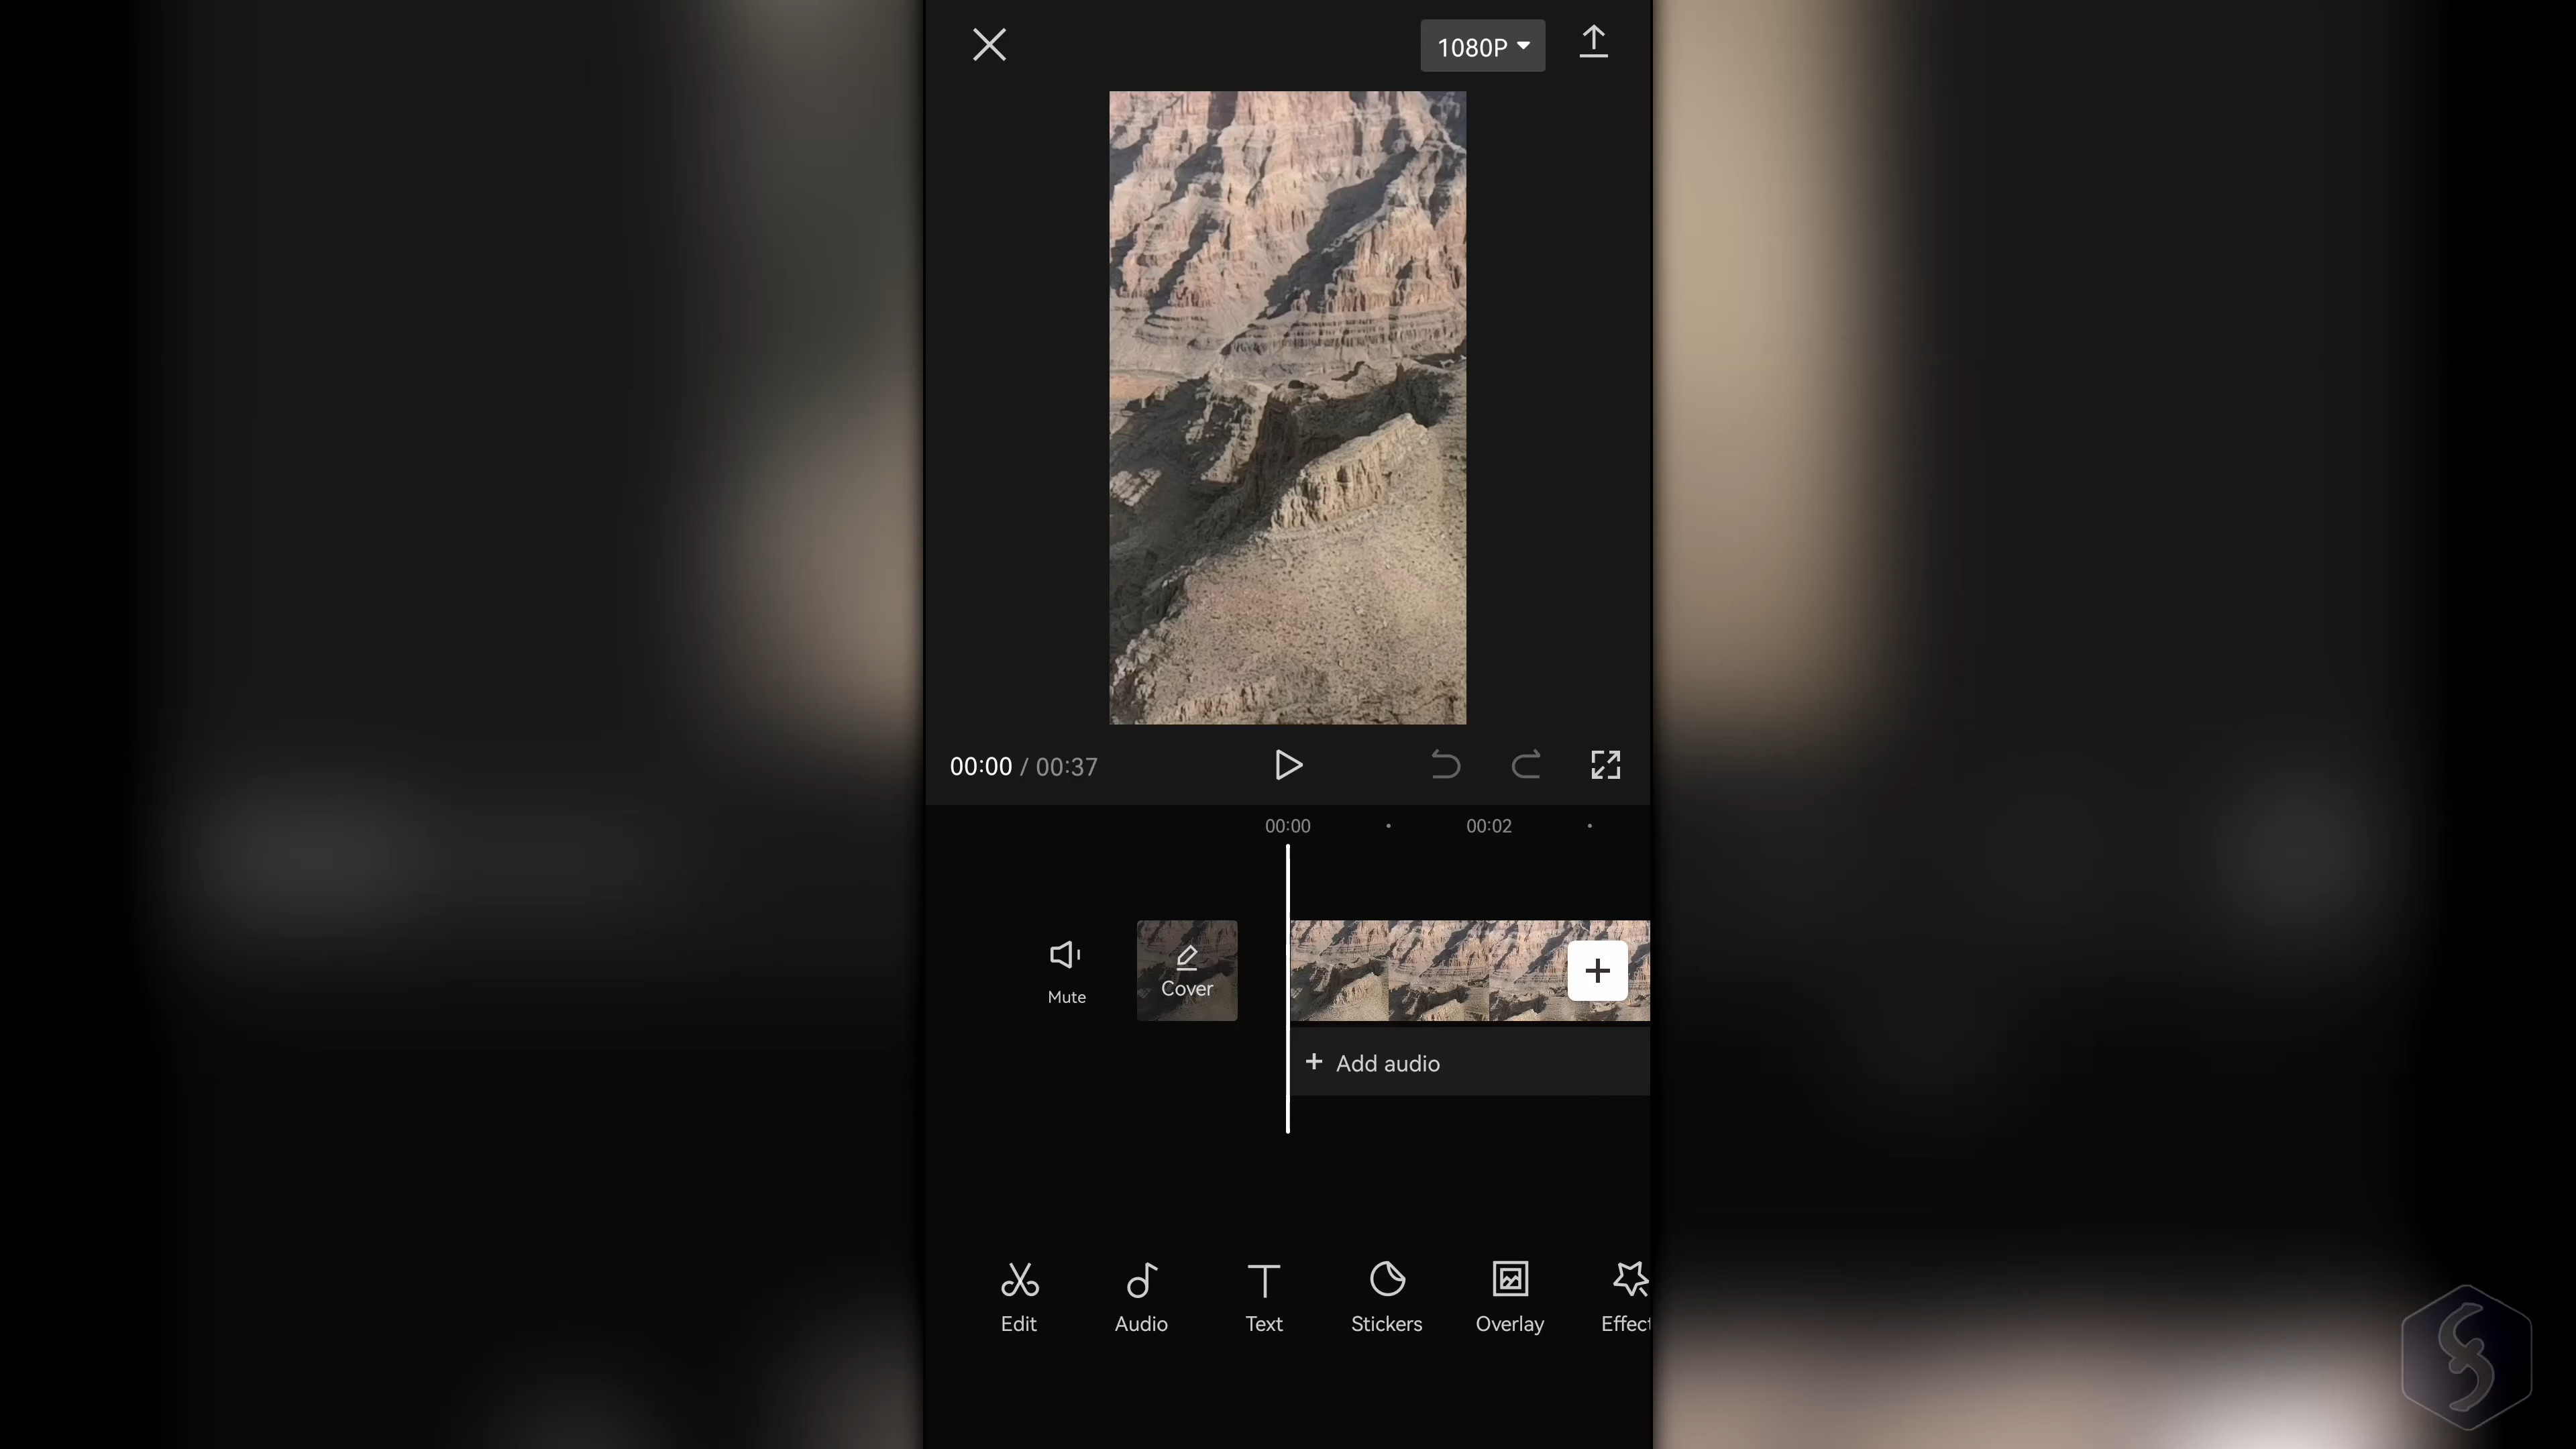 1080P
00:00 / 00:37
00:00 00:02
Mute
Cover
Add audio
Edit Audio Text Stickers Overlay Effect